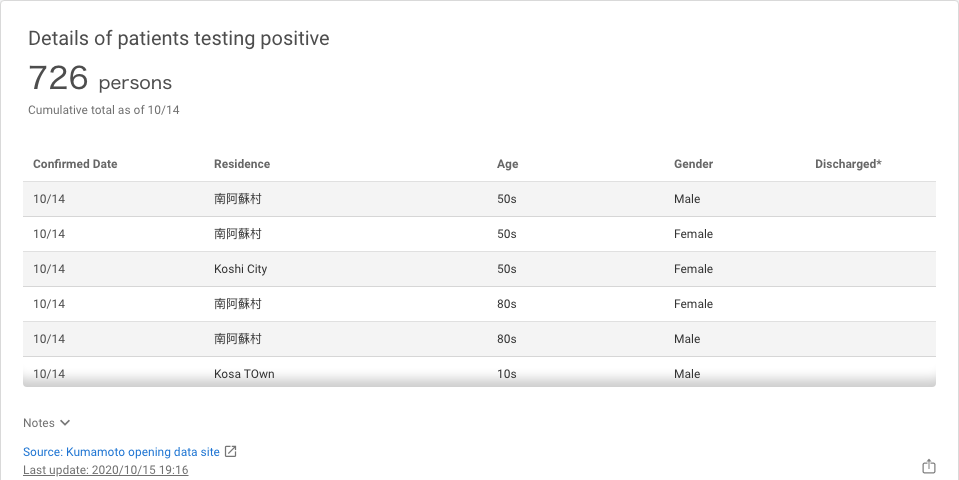 Details of patients testing positive
726 persons
Cumulative total as of 10/14
Confirmed Date Residence Age Gender Discharged*
10/14 南阿蘇村 50s Male
10/14 南阿蘇村 50s Female
10/14 Koshi City 50s Female
10/14 南阿蘇村 80s Female
10/14 南阿蘇村 80s Male
10/14 Kosa TOwn 10s Male
Notes
Source: Kumamoto opening data site
Last update: 2020/10/15 19:16